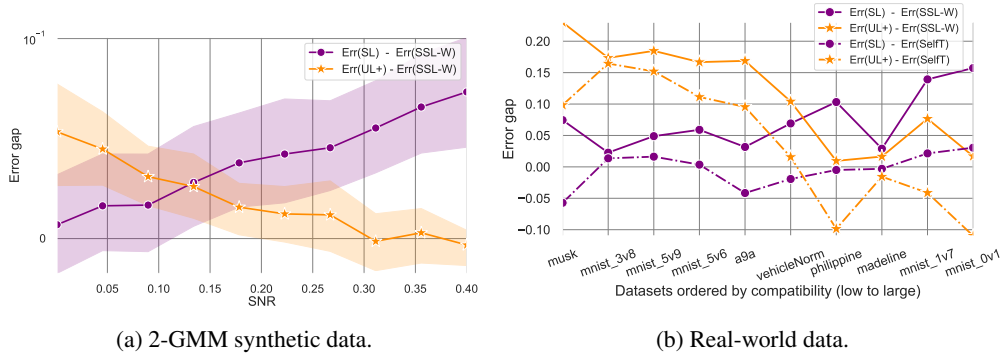 10⁻¹
Err(SL) - Err(SSL-W)
Err(UL+) - Err(SSL-W)
Error gap
0
0.05 0.10 0.15 0.20 0.25 0.30 0.35 0.40
SNR
(a) 2-GMM synthetic data.
Err(SL) - Err(SSL-W)
Err(UL+) - Err(SSL-W)
Err(SL) - Err(SelfT)
Err(UL+) - Err(SelfT)
0.20
0.15
0.10
0.05
0.00
−0.05
−0.10
Error gap
musk mnist_3v8 mnist_5v9 mnist_5v6 a9a vehicleNorm philippine madeline mnist_1v7 mnist_0v1
Datasets ordered by compatibility (low to large)
(b) Real-world data.